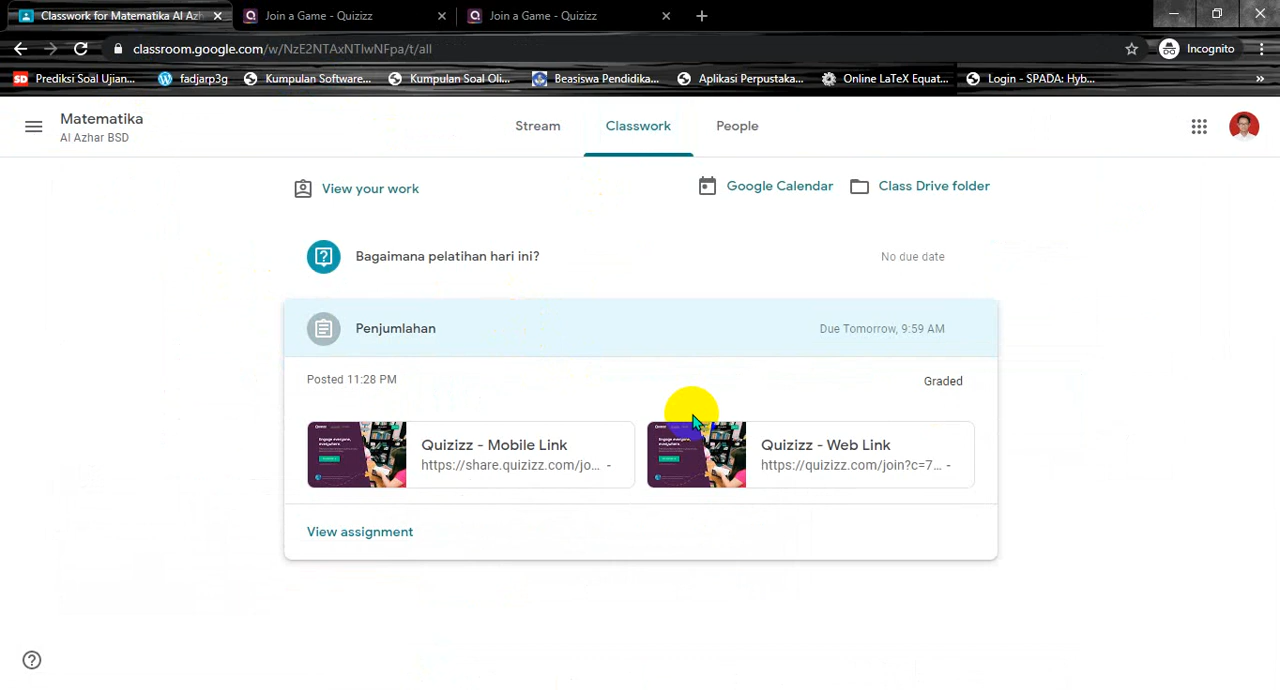 Classwork for Matematika Al Az
Join a Game - Quizizz
Join a Game - Quizizz
classroom.google.com/w/NzE2NTAxNTIwNFpa/t/all
Incognito
Prediksi Soal Ujian...
fadjarp3g
Kumpulan Software...
Kumpulan Soal Oli...
Beasiswa Pendidika...
Aplikasi Perpustaka...
Online LaTeX Equat...
Login - SPADA: Hyb...
»
Matematika
Al Azhar BSD
Stream
Classwork
People
View your work
Google Calendar
Class Drive folder
Bagaimana pelatihan hari ini?
No due date
Penjumlahan
Due Tomorrow, 9:59 AM
Posted 11:28 PM
Graded
Quizizz - Mobile Link
https://share.quizizz.com/jo... -
Quizizz - Web Link
https://quizizz.com/join?c=7... -
View assignment